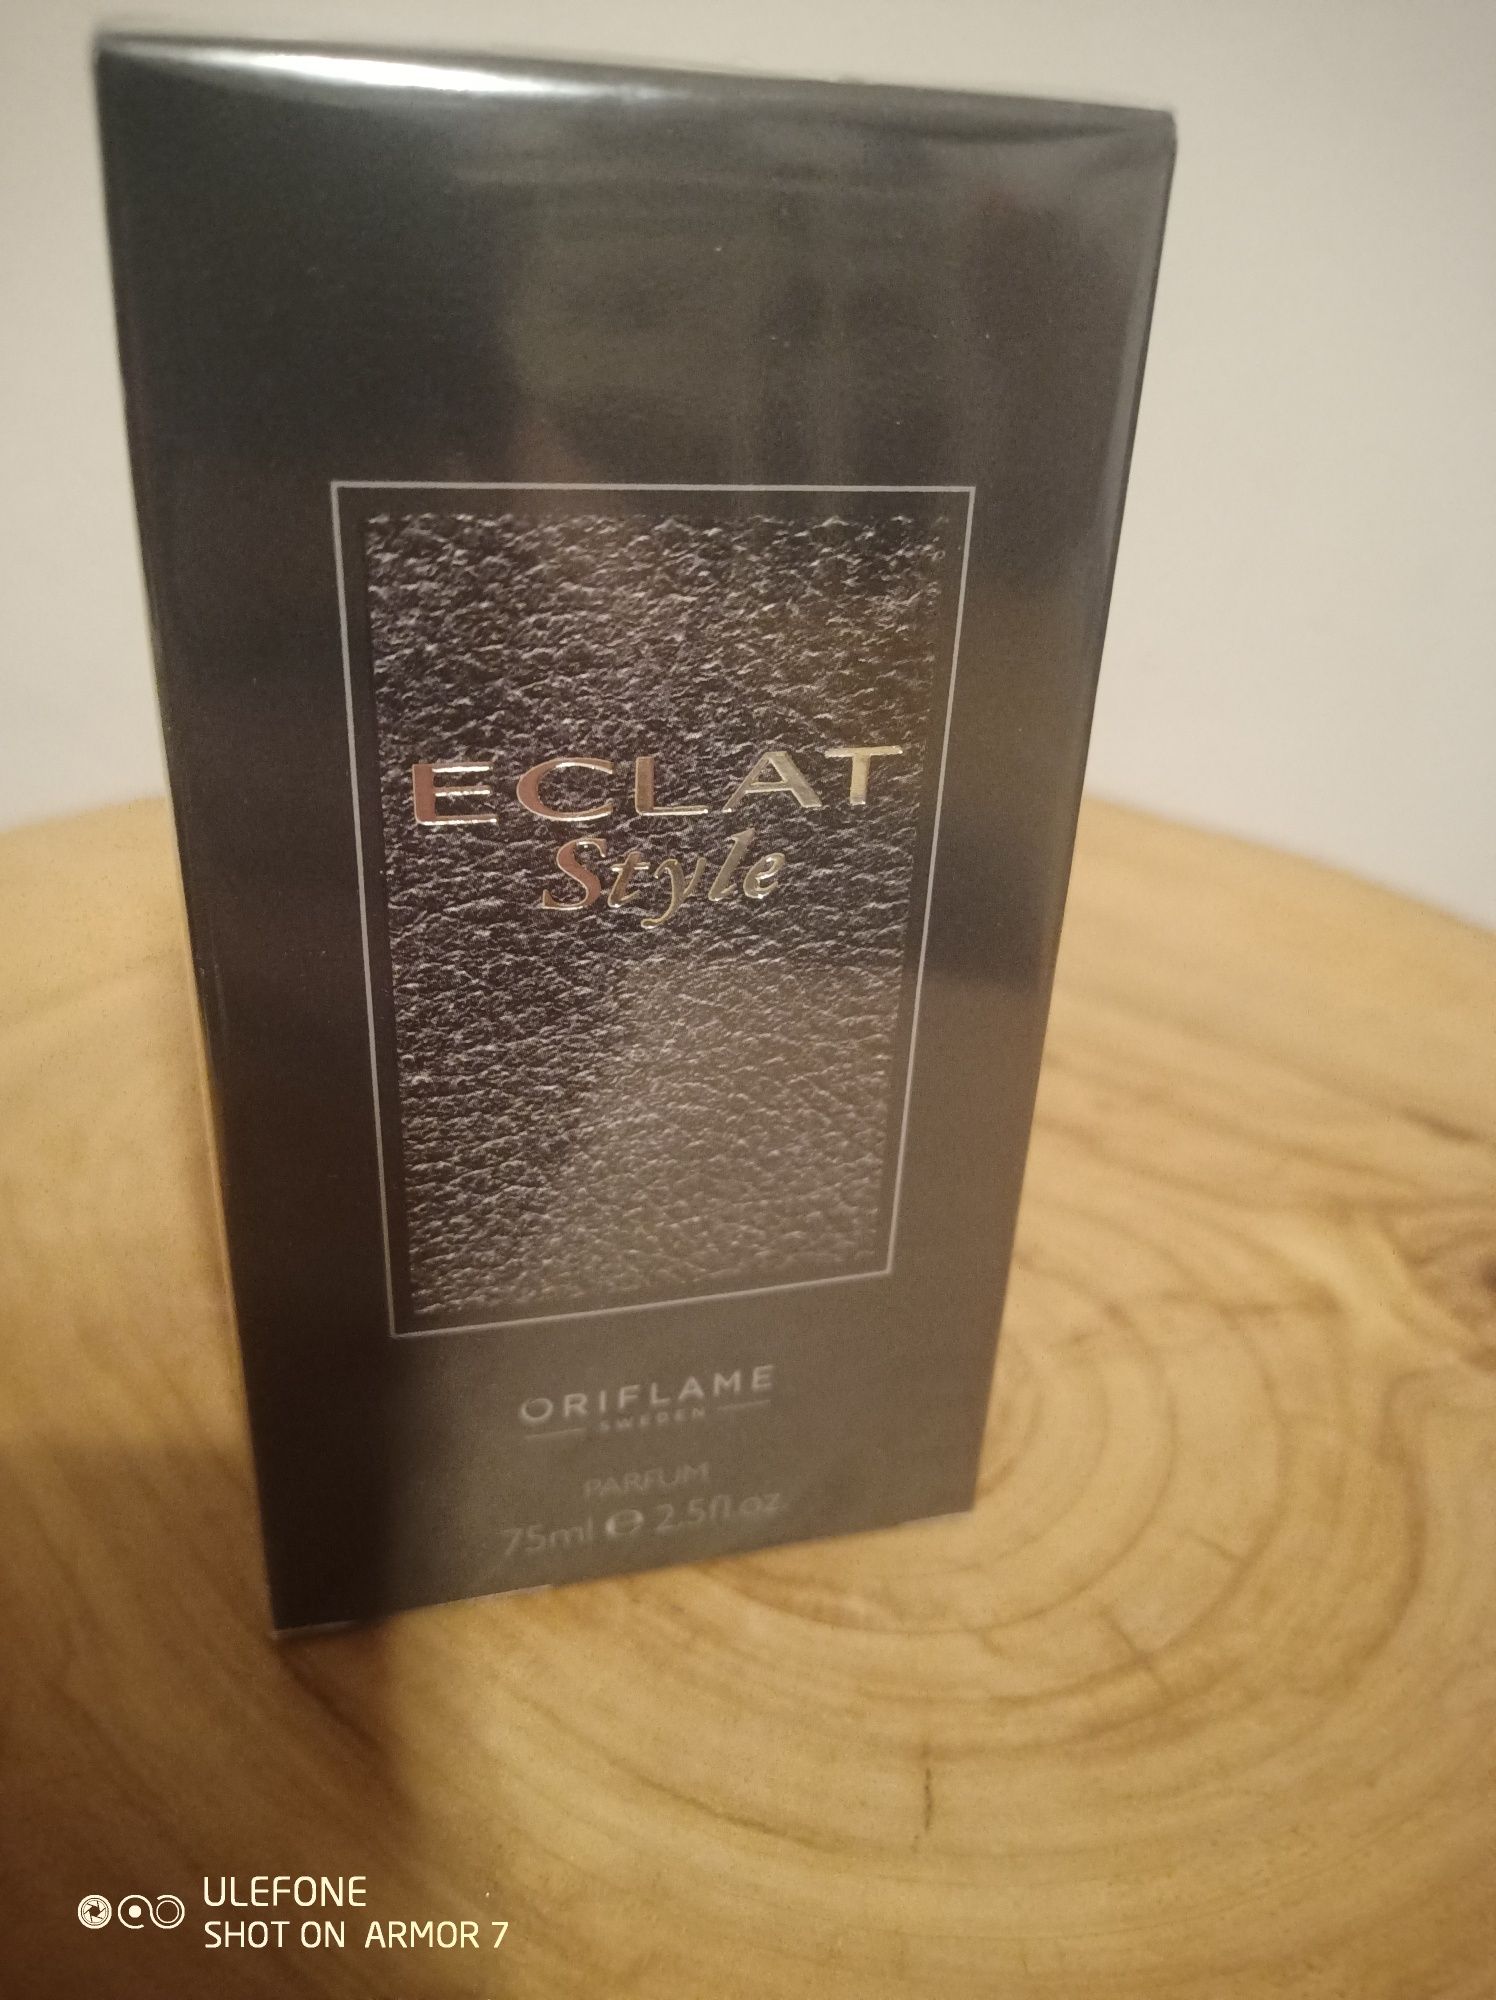 ECLAT
Style
ORIFLAME
SWEDEN
PARFUM
75ml ℮ 2.5fl.oz.
ULEFONE
SHOT ON ARMOR 7